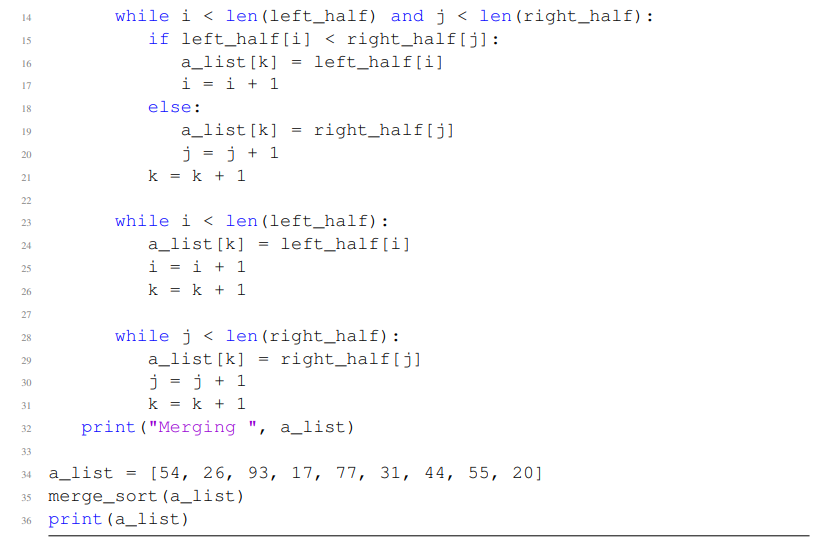 14 while i < len(left_half) and j < len(right_half):
15 if left_half[i] < right_half[j]:
16 a_list[k] = left_half[i]
17 i = i + 1
18 else:
19 a_list[k] = right_half[j]
20 j = j + 1
21 k = k + 1
22
23 while i < len(left_half):
24 a_list[k] = left_half[i]
25 i = i + 1
26 k = k + 1
27
28 while j < len(right_half):
29 a_list[k] = right_half[j]
30 j = j + 1
31 k = k + 1
32 print("Merging ", a_list)
33
34 a_list = [54, 26, 93, 17, 77, 31, 44, 55, 20]
35 merge_sort(a_list)
36 print(a_list)